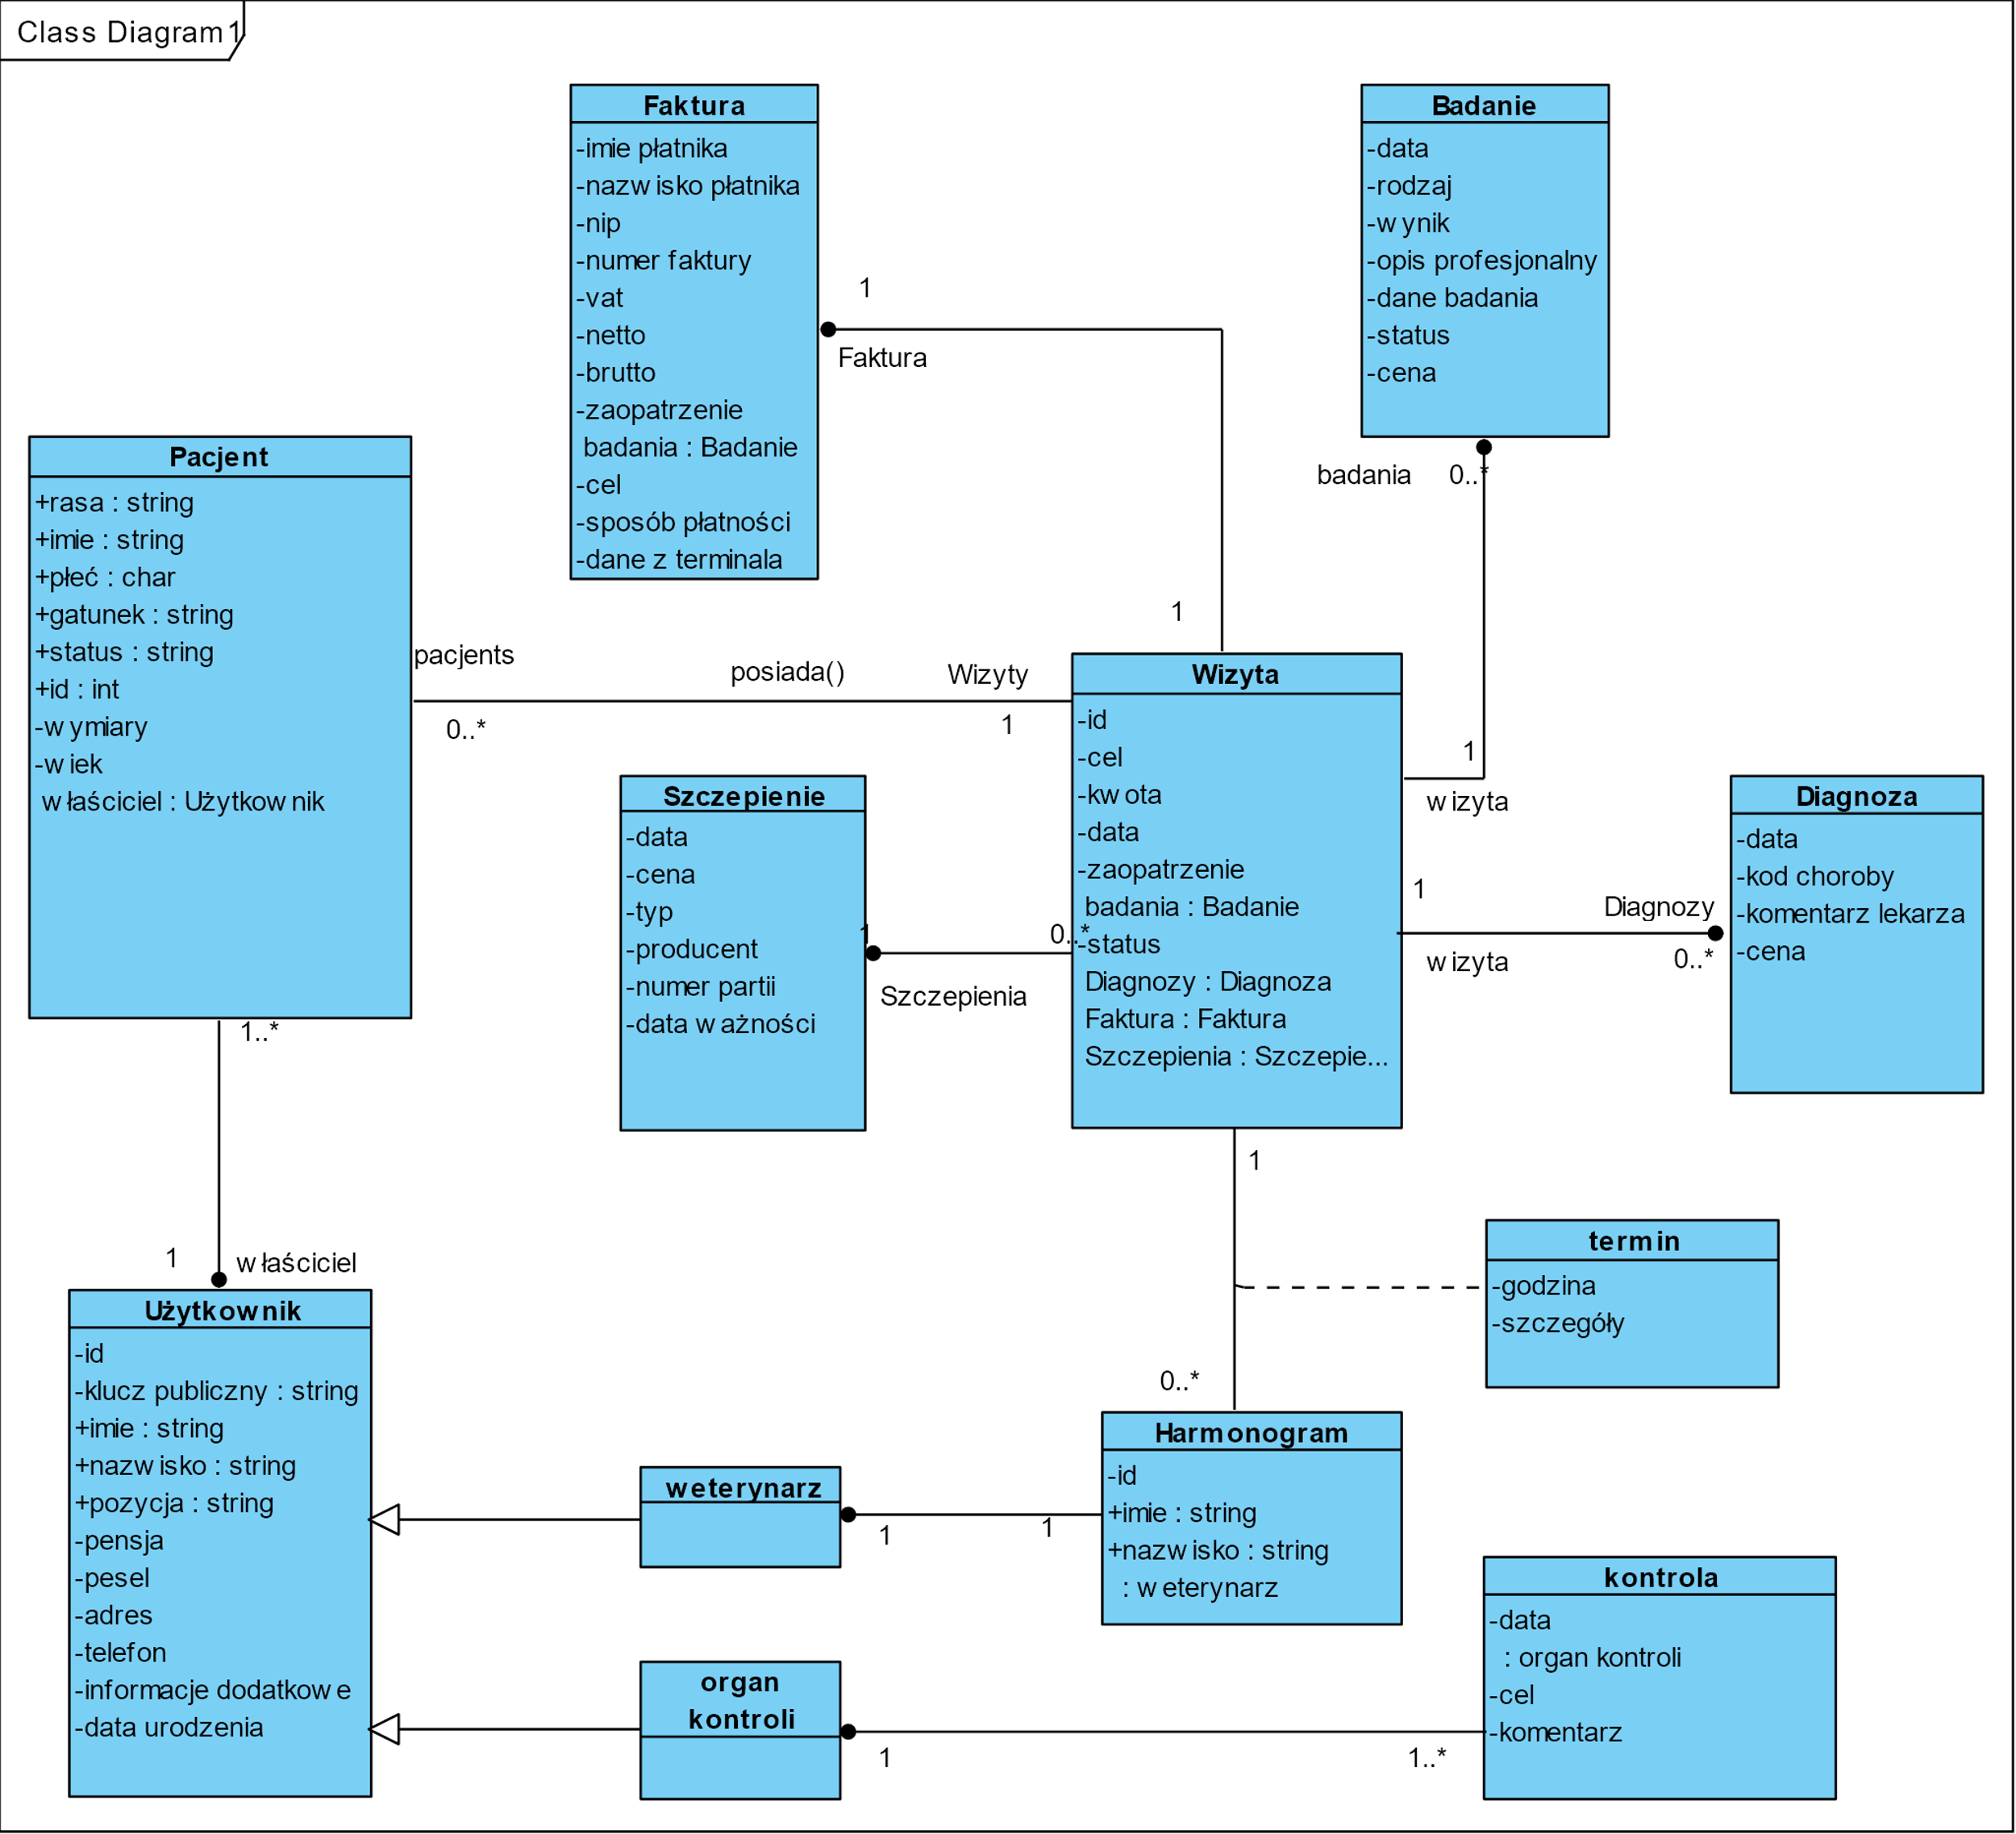 Class Diagram1
Faktura
-imie płatnika
-nazwisko płatnika
-nip
-numer faktury
-vat
-netto
-brutto
-zaopatrzenie
badania : Badanie
-cel
-sposób płatności
-dane z terminala
1
Faktura
1
Badanie
-data
-rodzaj
-wynik
-opis profesjonalny
-dane badania
-status
-cena
badania
0..*
1
wizyta
Pacjent
+rasa : string
+imie : string
+płeć : char
+gatunek : string
+status : string
+id : int
-wymiary
-wiek
właściciel : Użytkownik
pacjents
0..*
posiada()
Wizyty
1
Wizyta
-id
-cel
-kwota
-data
-zaopatrzenie
badania : Badanie
-status
Diagnozy : Diagnoza
Faktura : Faktura
Szczepienia : Szczepie...
Szczepienie
-data
-cena
-typ
-producent
-numer partii
-data ważności
1
0..*
Szczepienia
1
Diagnozy
wizyta
0..*
Diagnoza
-data
-kod choroby
-komentarz lekarza
-cena
1..*
1
właściciel
1
0..*
termin
-godzina
-szczegóły
Użytkownik
-id
-klucz publiczny : string
+imie : string
+nazwisko : string
+pozycja : string
-pensja
-pesel
-adres
-telefon
-informacje dodatkowe
-data urodzenia
weterynarz
1
1
Harmonogram
-id
+imie : string
+nazwisko : string
: weterynarz
organ
kontroli
1
1..*
kontrola
-data
: organ kontroli
-cel
-komentarz